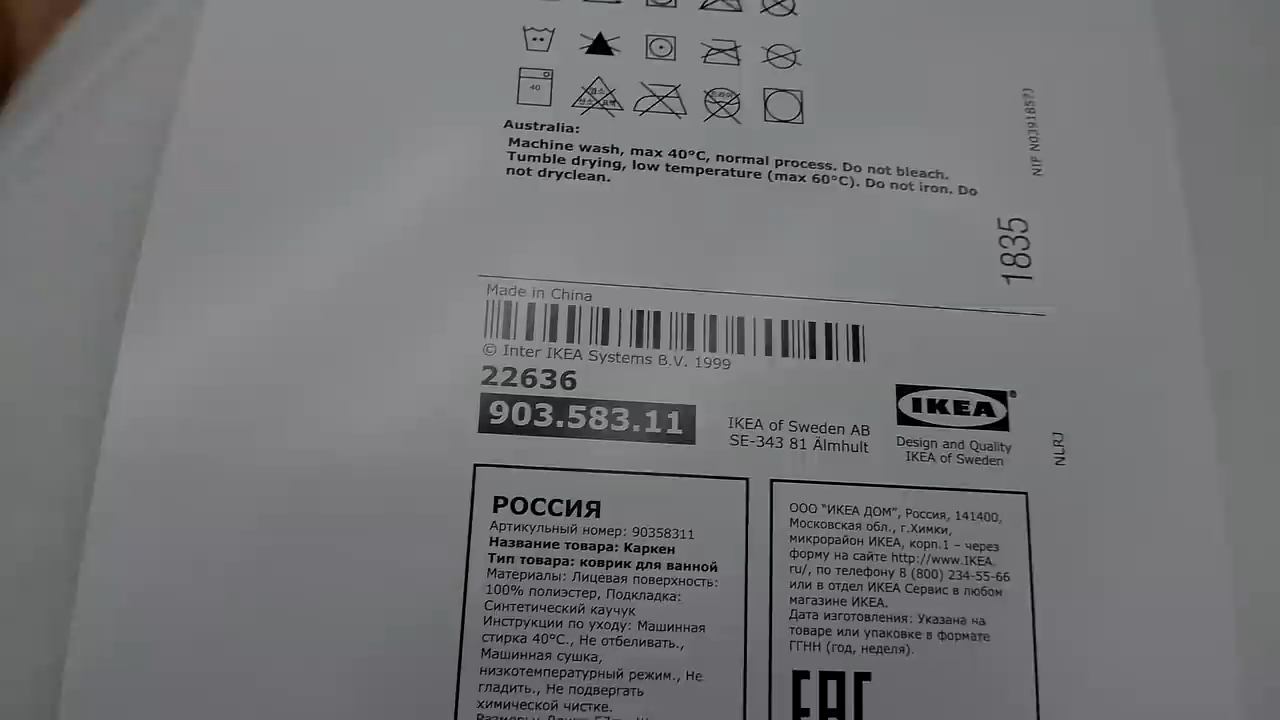 40
Australia:
Machine wash, max 40°C, normal process. Do not bleach.
Tumble drying, low temperature (max 60°C). Do not iron. Do
not dryclean.
NIF N0391857J
1835
Made in China
© Inter IKEA Systems B.V. 1999
22636
903.583.11
IKEA of Sweden AB
SE-343 81 Älmhult
IKEA
Design and Quality
IKEA of Sweden
NLRJ
РОССИЯ
Артикульный номер: 90358311
Название товара: Каркен
Тип товара: коврик для ванной
Материалы: Лицевая поверхность:
100% полиэстер, Подкладка:
Синтетический каучук
Инструкции по уходу: Машинная
стирка 40°C., Не отбеливать.,
Машинная сушка,
низкотемпературный режим., Не
гладить., Не подвергать
химической чистке.
ООО "ИКЕА ДОМ", Россия, 141400,
Московская обл., г.Химки,
микрорайон ИКЕА, корп.1 – через
форму на сайте http://www.IKEA.
ru/, по телефону 8 (800) 234-55-66
или в отдел ИКЕА Сервис в любом
магазине ИКЕА.
Дата изготовления: Указана на
товаре или упаковке в формате
ГГНН (год, неделя).
EAC